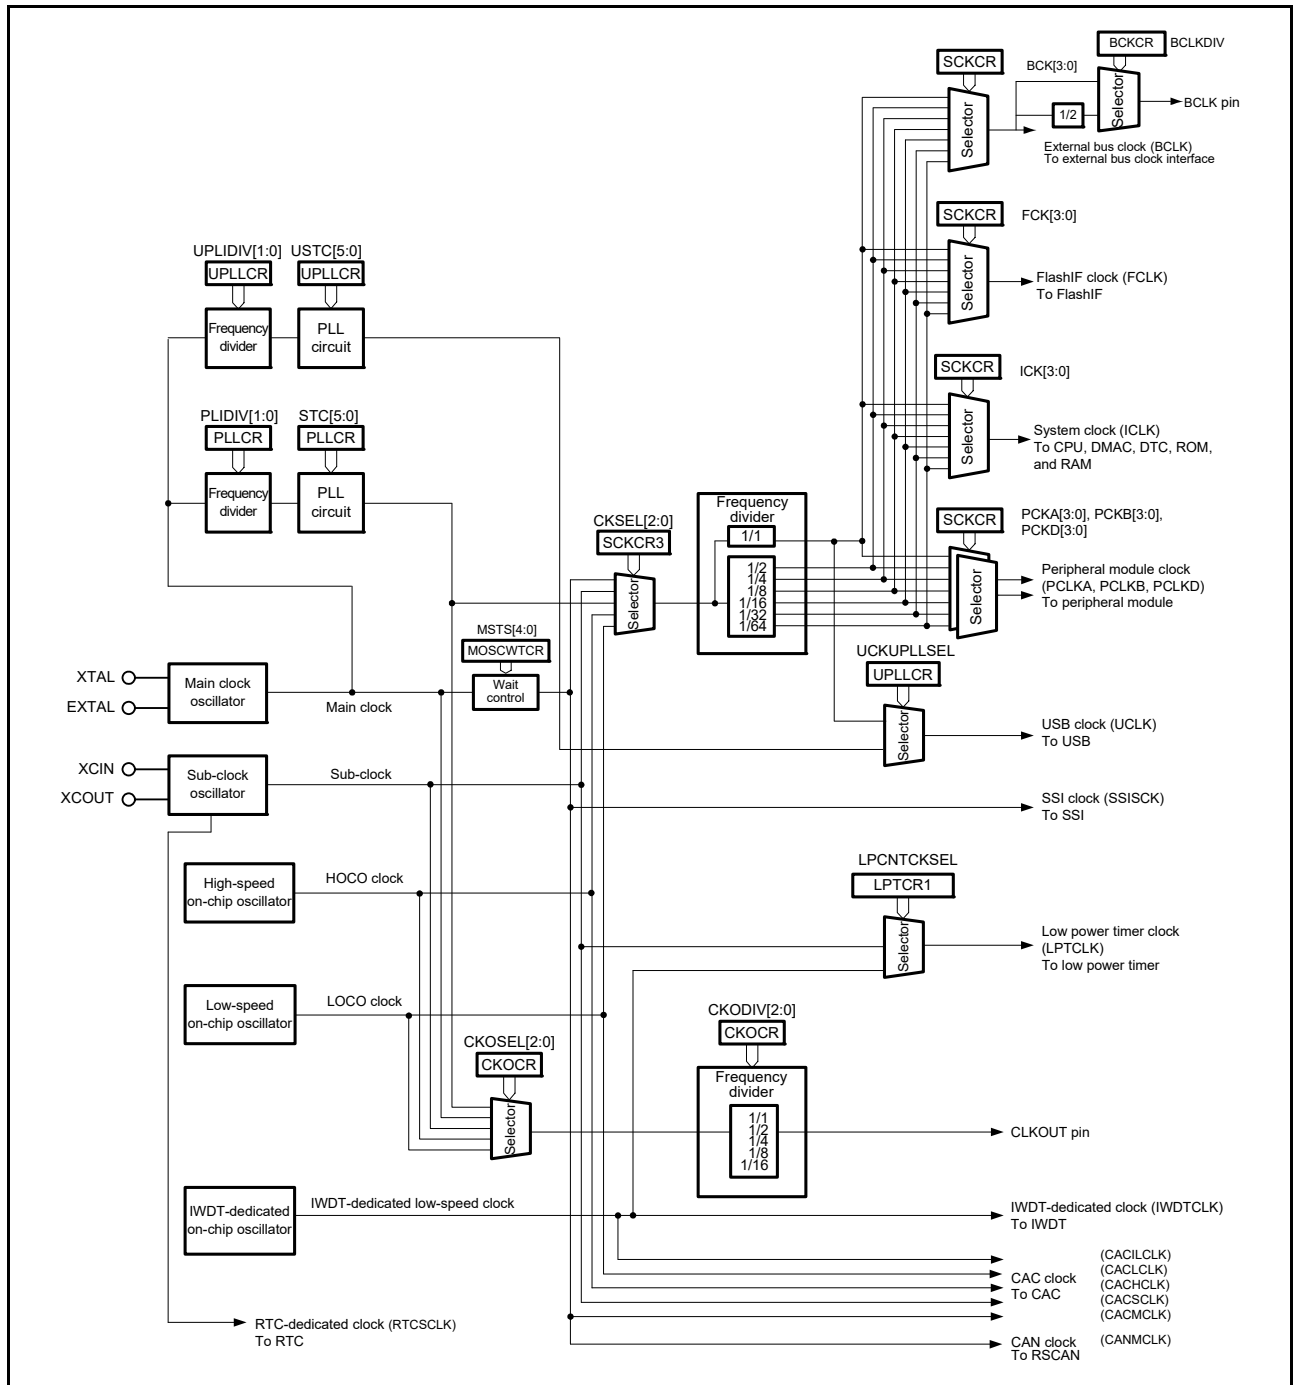 BCKCR
BCLKDIV
SCKCR
BCK[3:0]
Selector
Selector
1/2
BCLK pin
External bus clock (BCLK)
To external bus clock interface
SCKCR
FCK[3:0]
Selector
FlashIF clock (FCLK)
To FlashIF
UPLIDIV[1:0]
USTC[5:0]
UPLLCR
UPLLCR
Frequency
divider
PLL
circuit
SCKCR
ICK[3:0]
Selector
System clock (ICLK)
To CPU, DMAC, DTC, ROM,
and RAM
PLIDIV[1:0]
STC[5:0]
PLLCR
PLLCR
Frequency
divider
PLL
circuit
CKSEL[2:0]
SCKCR3
Selector
Frequency
divider
1/1
1/2
1/4
1/8
1/16
1/32
1/64
SCKCR
PCKA[3:0], PCKB[3:0],
PCKD[3:0]
Selector
Peripheral module clock
(PCLKA, PCLKB, PCLKD)
To peripheral module
MSTS[4:0]
MOSCWTCR
Wait
control
XTAL
EXTAL
Main clock
oscillator
Main clock
UCKUPLLSEL
UPLLCR
Selector
USB clock (UCLK)
To USB
XCIN
XCOUT
Sub-clock
oscillator
Sub-clock
SSI clock (SSISCK)
To SSI
High-speed
on-chip oscillator
HOCO clock
LPCNTCKSEL
LPTCR1
Selector
Low power timer clock
(LPTCLK)
To low power timer
Low-speed
on-chip oscillator
LOCO clock
CKOSEL[2:0]
CKOCR
Selector
CKODIV[2:0]
CKOCR
Frequency
divider
1/1
1/2
1/4
1/8
1/16
CLKOUT pin
IWDT-dedicated
on-chip oscillator
IWDT-dedicated low-speed clock
IWDT-dedicated clock (IWDTCLK)
To IWDT
CAC clock
To CAC
(CACILCLK)
(CACLCLK)
(CACHCLK)
(CACSCLK)
(CACMCLK)
RTC-dedicated clock (RTCSCLK)
To RTC
CAN clock
To RSCAN
(CANMCLK)